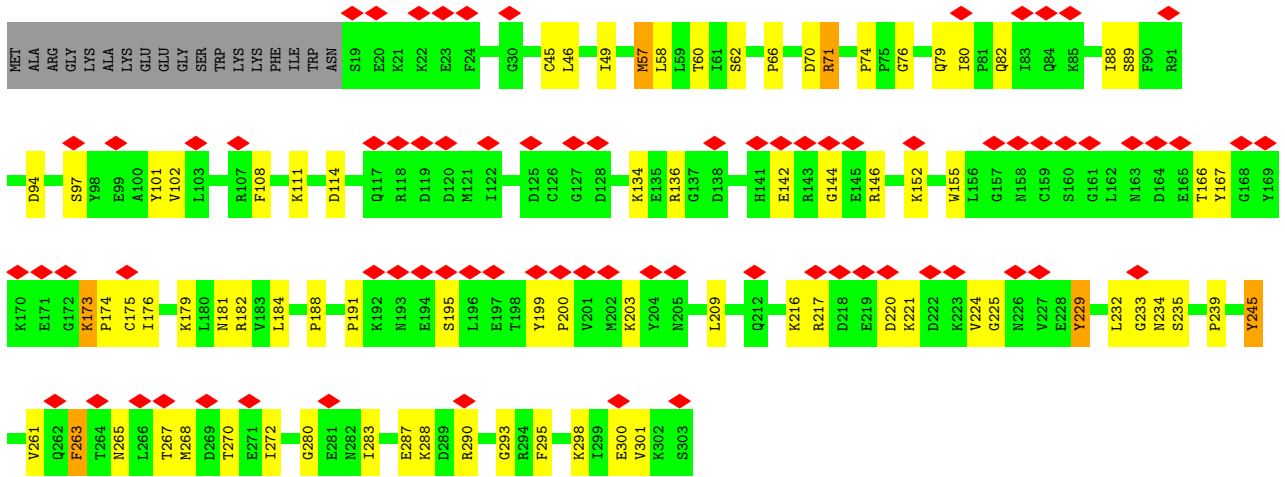 MET ALA ARG GLY LYS ALA LYS GLU GLU GLY SER TRP LYS LYS PHE ILE TRP ASN S19 E20 K21 K22 E23 F24 G30 C45 L46 I49 M57 L58 L59 T60 I61 S62 P66 D70 R71 P74 P75 G76 Q79 I80 P81 Q82 I83 Q84 K85 I88 S89 F90 R91
D94 S97 Y98 E99 A100 Y101 V102 L103 R107 F108 K111 D114 Q117 R118 D119 D120 M121 I122 D125 C126 G127 D128 K134 E135 R136 G137 D138 H141 E142 R143 G144 E145 R146 K152 W155 L156 G157 N158 C159 S160 G161 L162 N163 D164 E165 T166 Y167 G168 Y169
K170 E171 G172 K173 P174 C175 I176 K179 L180 N181 R182 V183 L184 P188 P191 K192 N193 E194 S195 L196 E197 T198 Y199 P200 V201 M202 K203 Y204 N205 L209 Q212 K216 R217 D218 E219 D220 K221 D222 K223 V224 G225 N226 V227 E228 Y229 L232 G233 N234 S235 P239 Y245
V261 Q262 F263 T264 N265 L266 T267 M268 D269 T270 E271 I272 G280 E281 N282 I283 E287 K288 D289 R290 G293 R294 F295 K298 I299 E300 V301 K302 S303